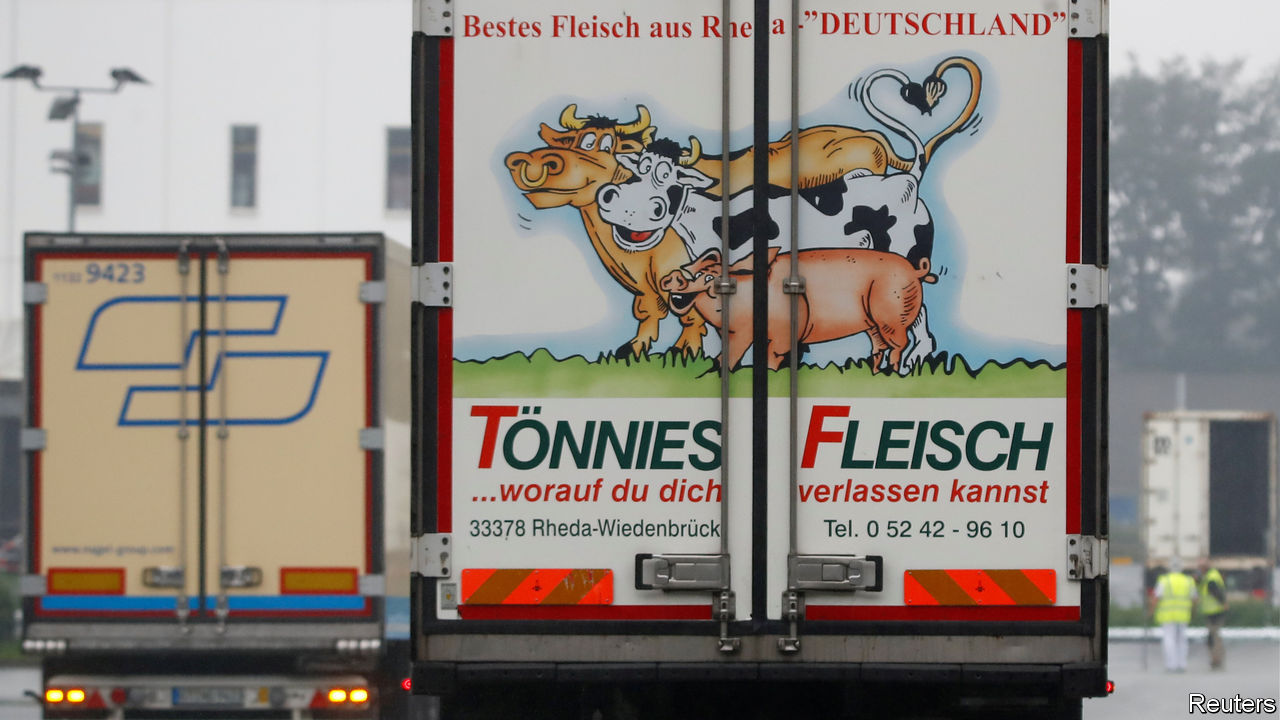 Bestes Fleisch aus Rheda -"DEUTSCHLAND"
TÖNNIES FLEISCH
...worauf du dich verlassen kannst
33378 Rheda-Wiedenbrück Tel. 0 52 42 - 96 10
9423
www.nagel-group.com
Reuters